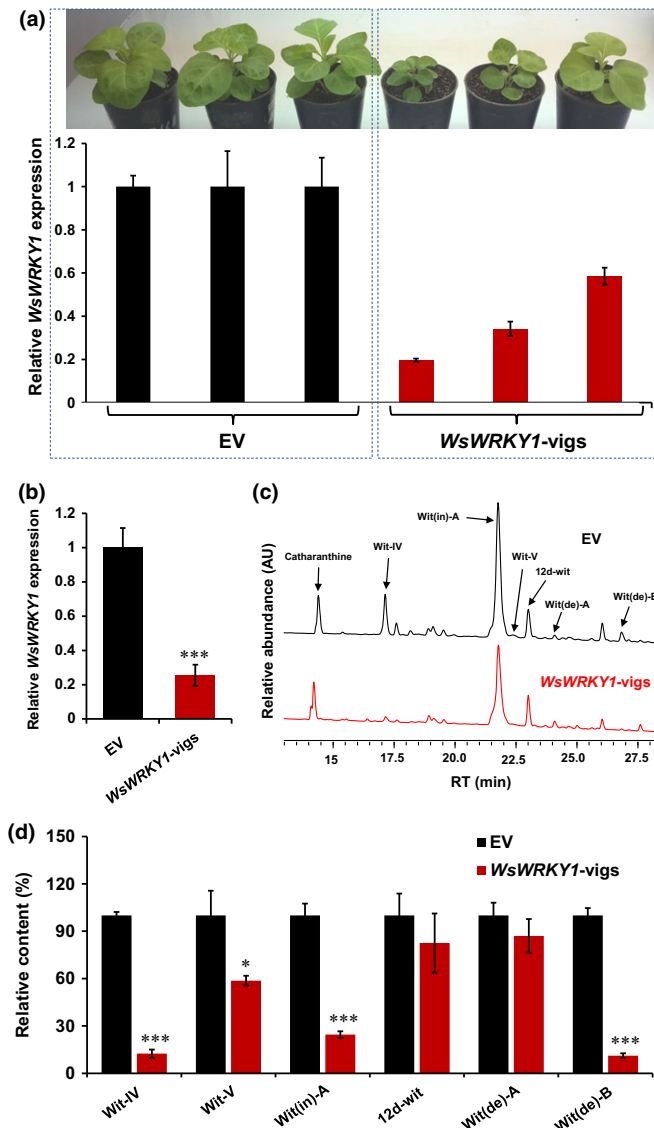 (a)
Relative WsWRKY1 expression
1.2
1
0.8
0.6
0.4
0.2
0
EV
WsWRKY1-vigs
(b)
Relative WsWRKY1 expression
1.2
1
0.8
0.6
0.4
0.2
0
***
EV
WsWRKY1-vigs
(c)
Relative abundance (AU)
Catharanthine
Wit-IV
Wit(in)-A
Wit-V
12d-wit
Wit(de)-A
Wit(de)-B
EV
WsWRKY1-vigs
15 17.5 20.0 22.5 25.0 27.5
RT (min)
(d)
Relative content (%)
150
120
90
60
30
0
EV
WsWRKY1-vigs
***
*
***
***
Wit-IV
Wit-V
Wit(in)-A
12d-wit
Wit(de)-A
Wit(de)-B